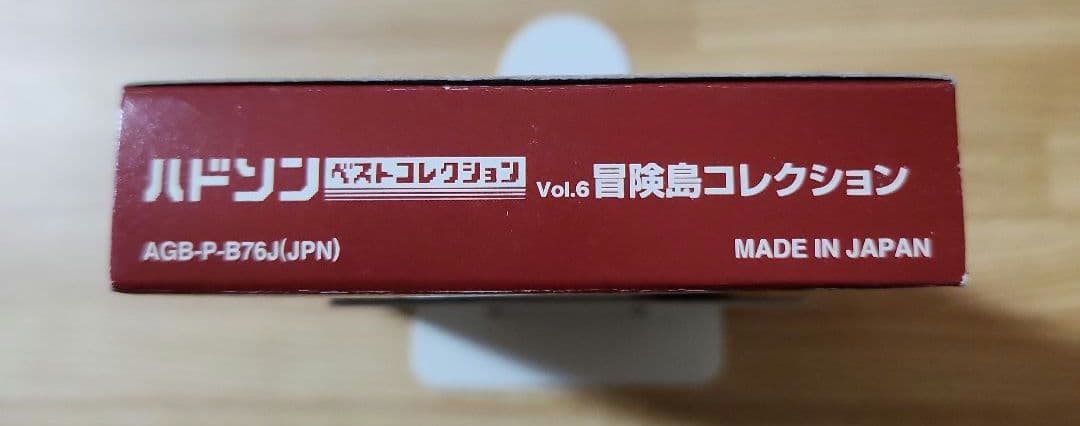 ハドソン ベストコレクション Vol.6 冒険島コレクション
AGB-P-B76J(JPN) MADE IN JAPAN